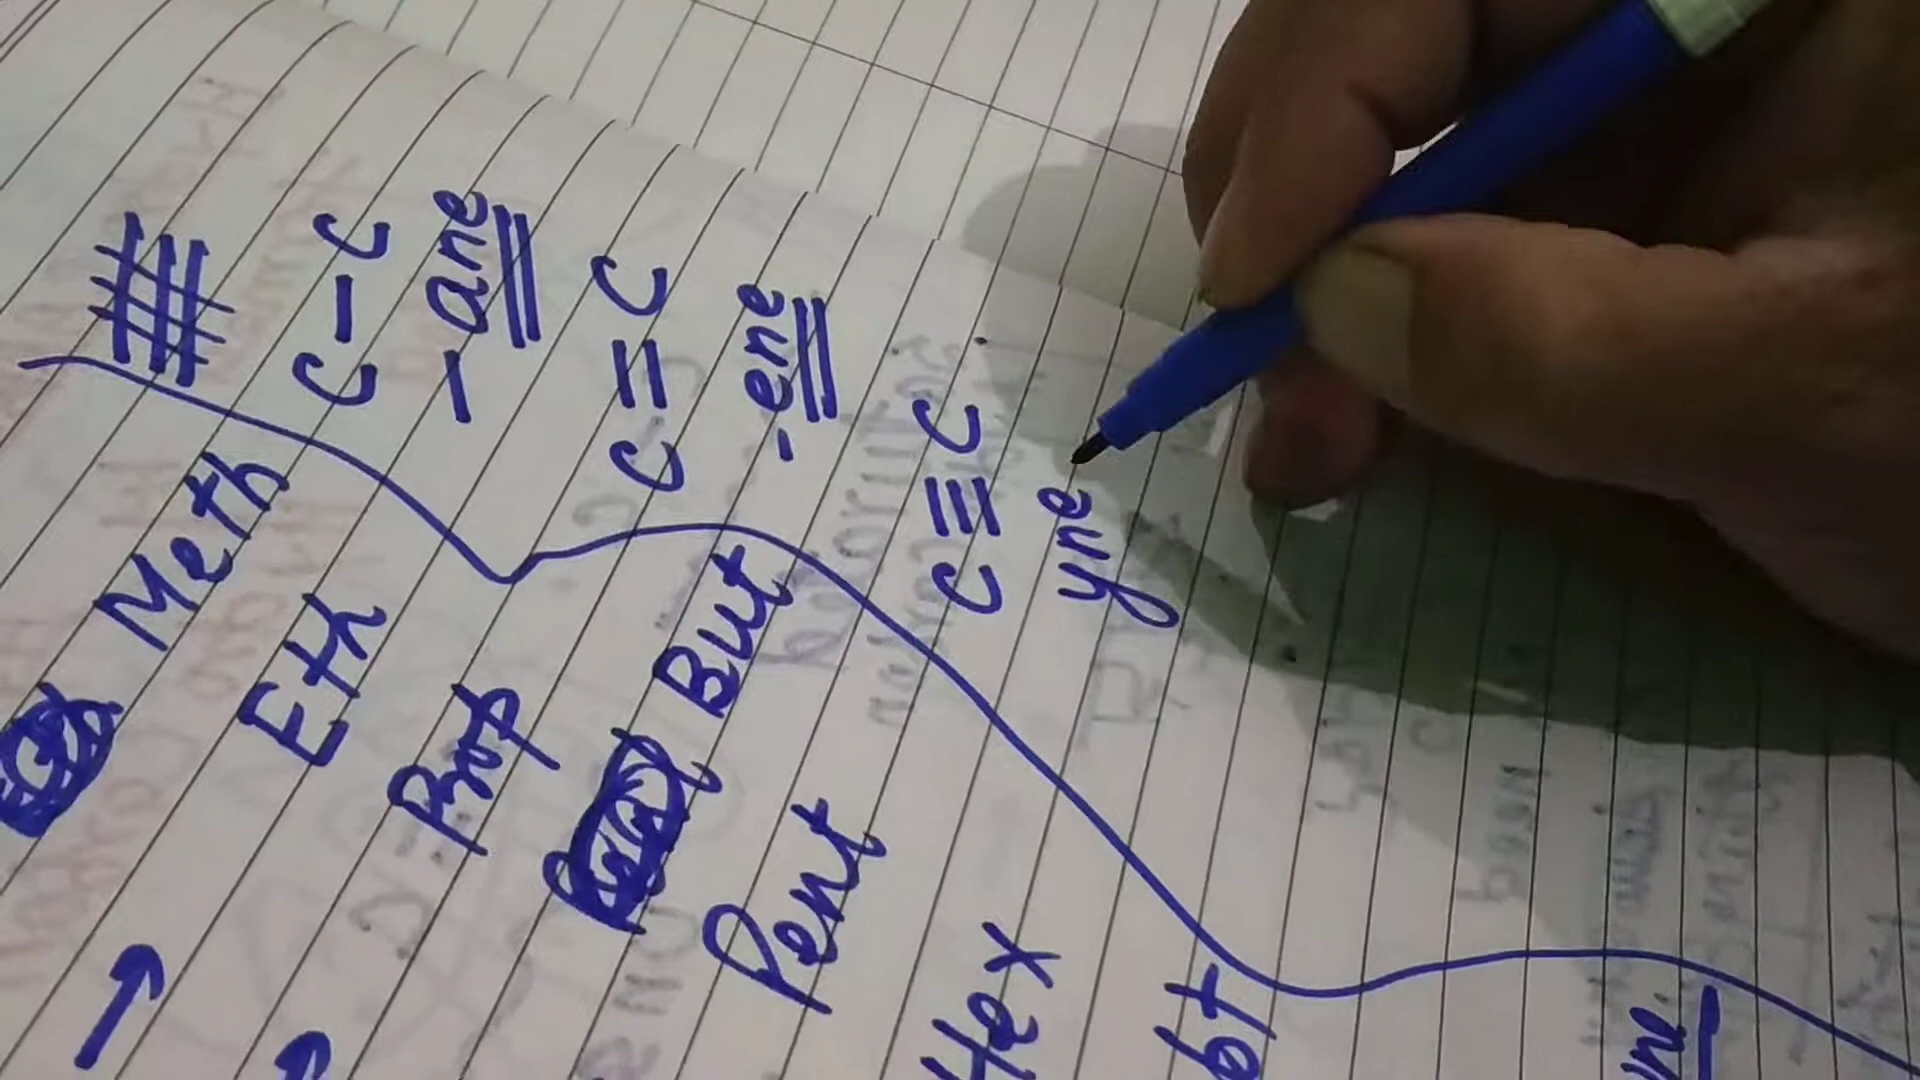 C-C
-ane
C=C
-ene
C≡C
yne
Meth
Eth
Prop
But
Pent
Hex